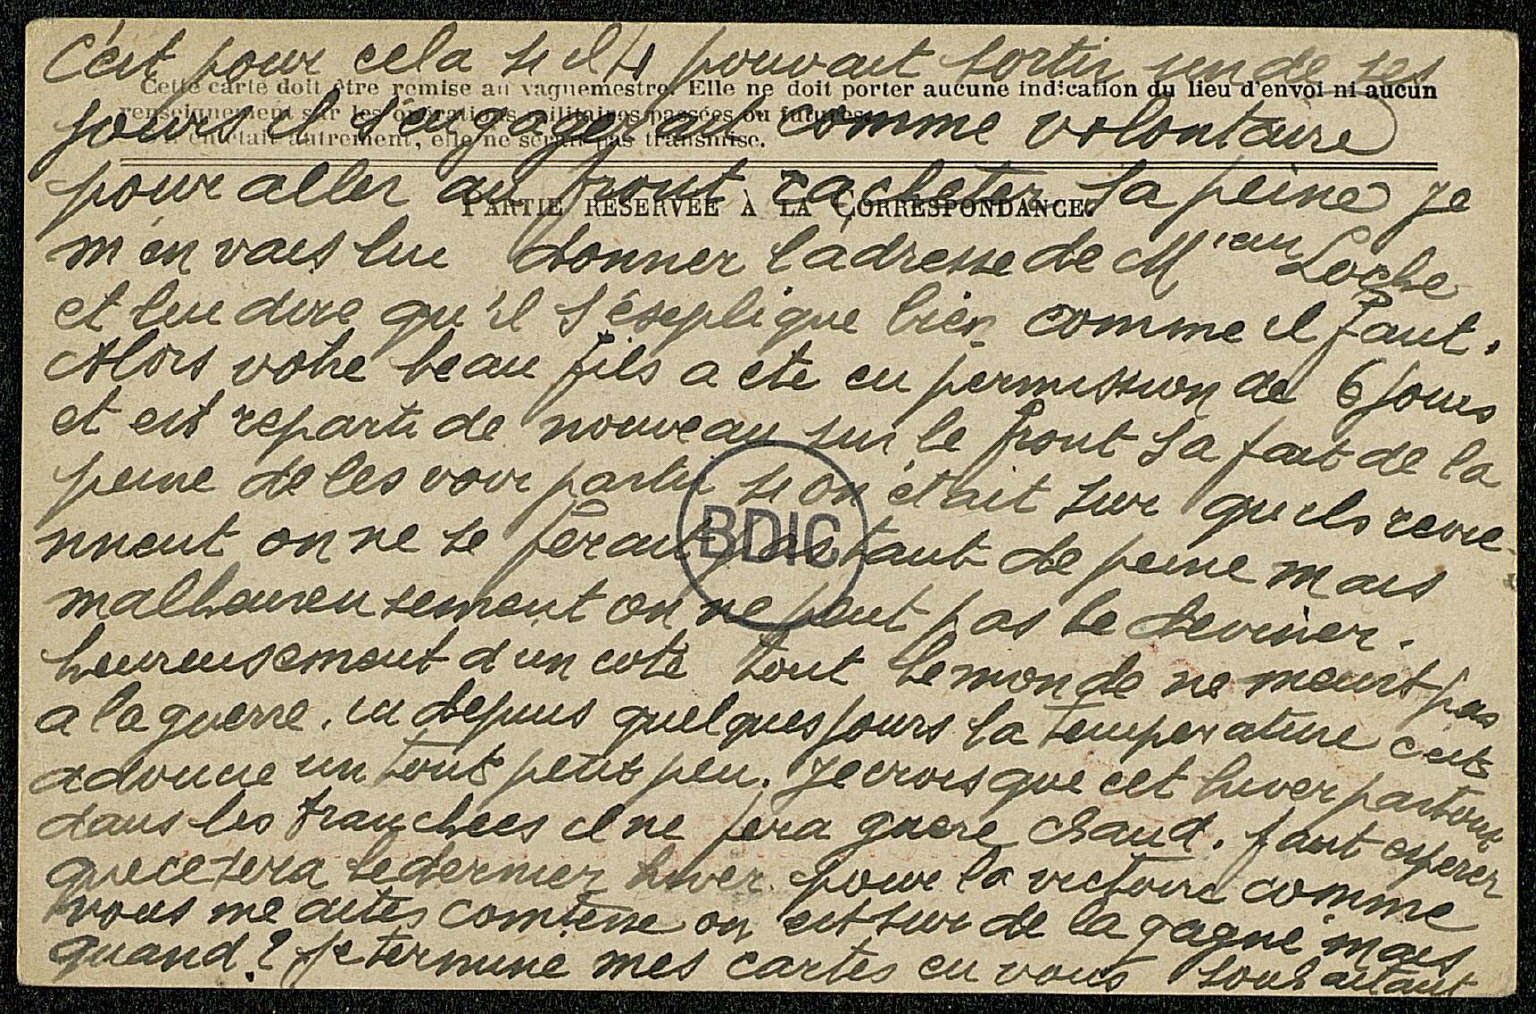 C'est pour cela si il y pouvait sortir un de ses
Cette carte doit être remise au vaguemestre. Elle ne doit porter aucune indication du lieu d'envoi ni aucun
renseignement sur les opérations militaires passées ou futures.
S'il en était autrement, elle ne serait pas transmise.
jours il s'engagerait comme volontaire
pour aller au front racheter sa peine je
PARTIE RÉSERVÉE A LA CORRESPONDANCE.
m'en vais lui donner l'adresse de Mr Loche
et lui dire qu'il s'ésplique bien comme il faut.
Alors votre beau fils a ete en permission de 6 jours
et est reparti de nouveau sur le front sa fait de la
peine de les voir partir si on était sur qu'ils revie
nnent on ne se ferait pas tant de peine mais
malheureusement on ne peut pas le deviner.
heureusement d'un coté tout le monde ne meurt pas
a la guerre. ici depuis quelques jours la temperature c'est
adoucie un tout petit peu. Je crois que cet hiver partout
dans les tranchees il ne fera guere chaud. faut esperer
que ce sera le dernier hiver pour la victoire comme
vous me dites comtesse on est sur de la gagné mais
quand? Je termine mes cartes en vous souhaitant
BDIC